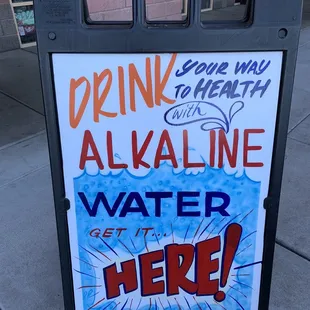 DRINK YOUR WAY
TO HEALTH
with
ALKALINE
WATER
GET IT...
HERE!